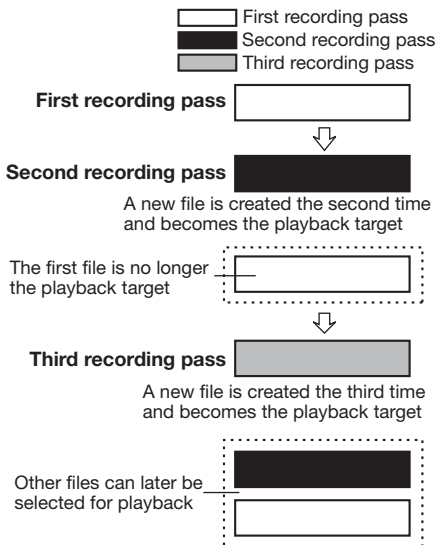 First recording pass
Second recording pass
Third recording pass
First recording pass
Second recording pass
A new file is created the second time
and becomes the playback target
The first file is no longer
the playback target
Third recording pass
A new file is created the third time
and becomes the playback target
Other files can later be
selected for playback